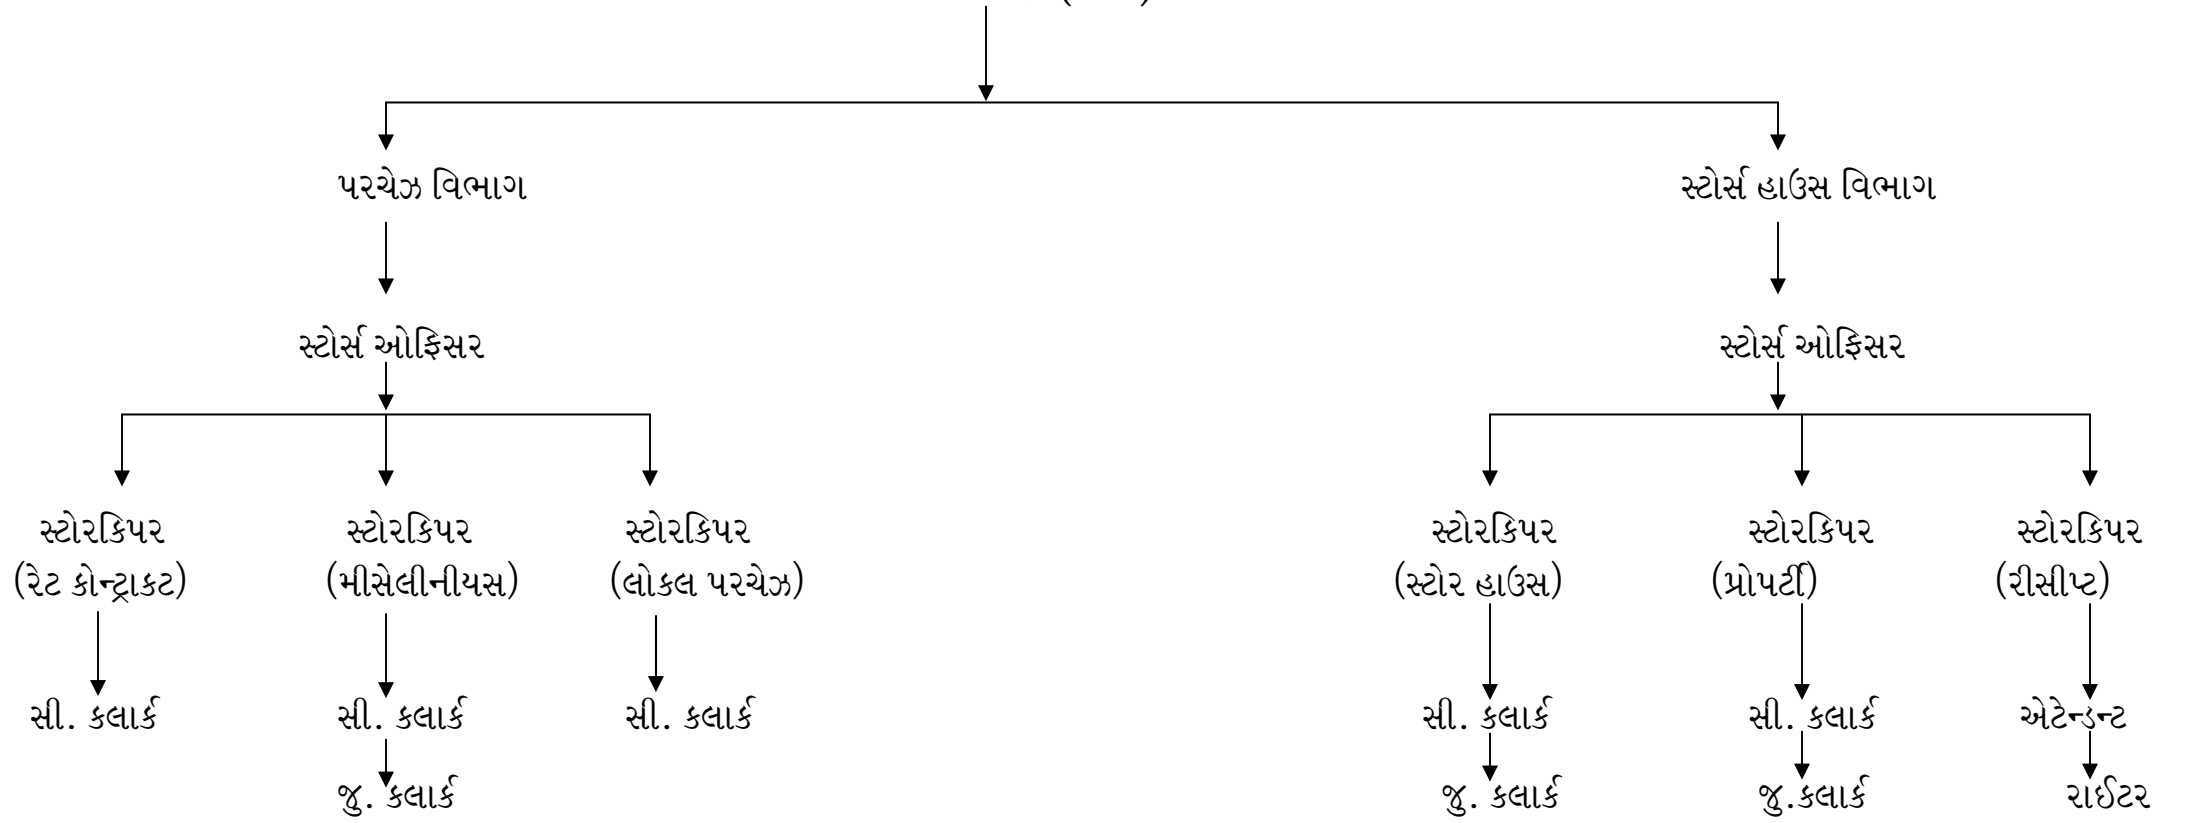 પરચેઝ વિભાગ
સ્ટોર્સ હાઉસ વિભાગ
સ્ટોર્સ ઓફિસર
સ્ટોર્સ ઓફિસર
સ્ટોરકિપર
સ્ટોરકિપર
સ્ટોરકિપર
સ્ટોરકિપર
સ્ટોરકિપર
સ્ટોરકિપર
(રેટ કોન્ટ્રાકટ)
(મીસેલીનીયસ)
(લોકલ પરચેઝ)
(સ્ટોર હાઉસ)
(પ્રોપર્ટી)
(રીસીપ્ટ)
સી. કલાર્ક
સી. કલાર્ક
સી. કલાર્ક
સી. કલાર્ક
સી. કલાર્ક
એટેન્ડન્ટ
જુ. કલાર્ક
જુ. કલાર્ક
જુ.કલાર્ક
રાઈટર